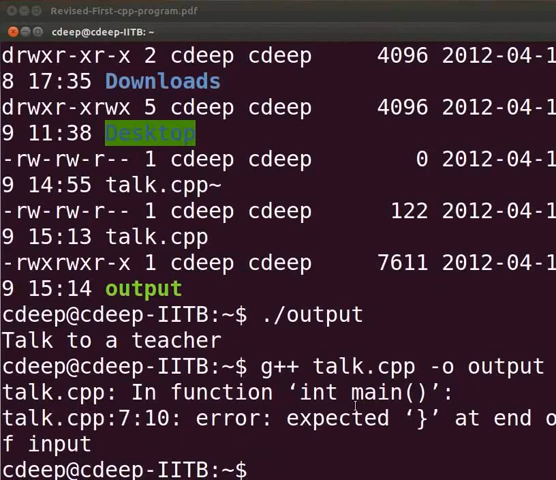 Revised-First-cpp-program.pdf
cdeep@cdeep-IITB: ~
drwxr-xr-x 2 cdeep cdeep 4096 2012-04-1
8 17:35 Downloads
drwxr-xrwx 5 cdeep cdeep 4096 2012-04-1
9 11:38 Desktop
-rw-rw-r-- 1 cdeep cdeep 0 2012-04-1
9 14:55 talk.cpp~
-rw-rw-r-- 1 cdeep cdeep 122 2012-04-1
9 15:13 talk.cpp
-rwxrwxr-x 1 cdeep cdeep 7611 2012-04-1
9 15:14 output
cdeep@cdeep-IITB:~$ ./output
Talk to a teacher
cdeep@cdeep-IITB:~$ g++ talk.cpp -o output
talk.cpp: In function ‘int main()’:
talk.cpp:7:10: error: expected ‘}’ at end o
f input
cdeep@cdeep-IITB:~$